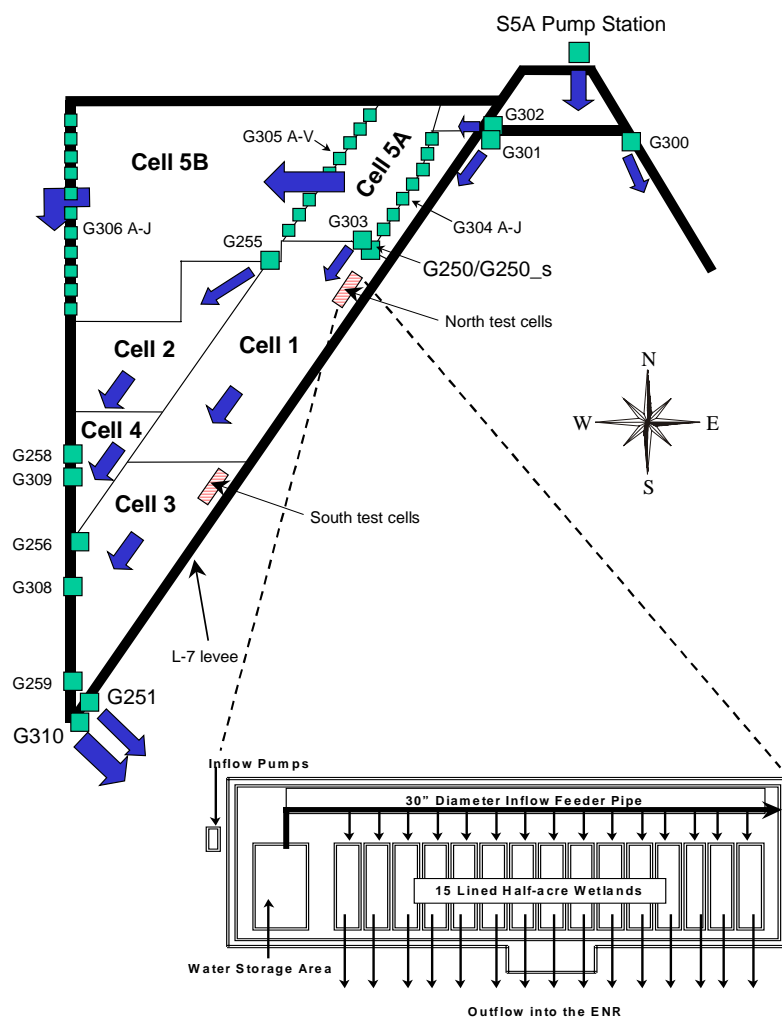 S5A Pump Station
G302
G305 A-V
Cell 5A
G301
G300
Cell 5B
G306 A-J
G303
G304 A-J
G255
G250/G250_s
North test cells
Cell 2
Cell 1
N
W
E
S
Cell 4
G258
G309
Cell 3
South test cells
G256
G308
L-7 levee
G259
G251
G310
Inflow Pumps
30” Diameter Inflow Feeder Pipe
15 Lined Half-acre Wetlands
Water Storage
Area
Outflow into the ENR